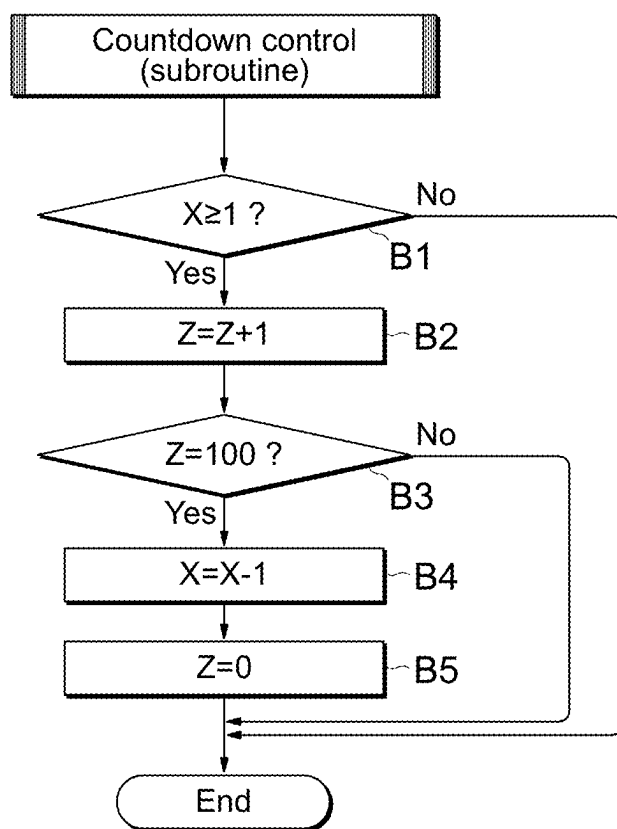 Countdown control
(subroutine)
X≥1 ?
No
B1
Yes
Z=Z+1
B2
Z=100 ?
No
B3
Yes
X=X-1
B4
Z=0
B5
End